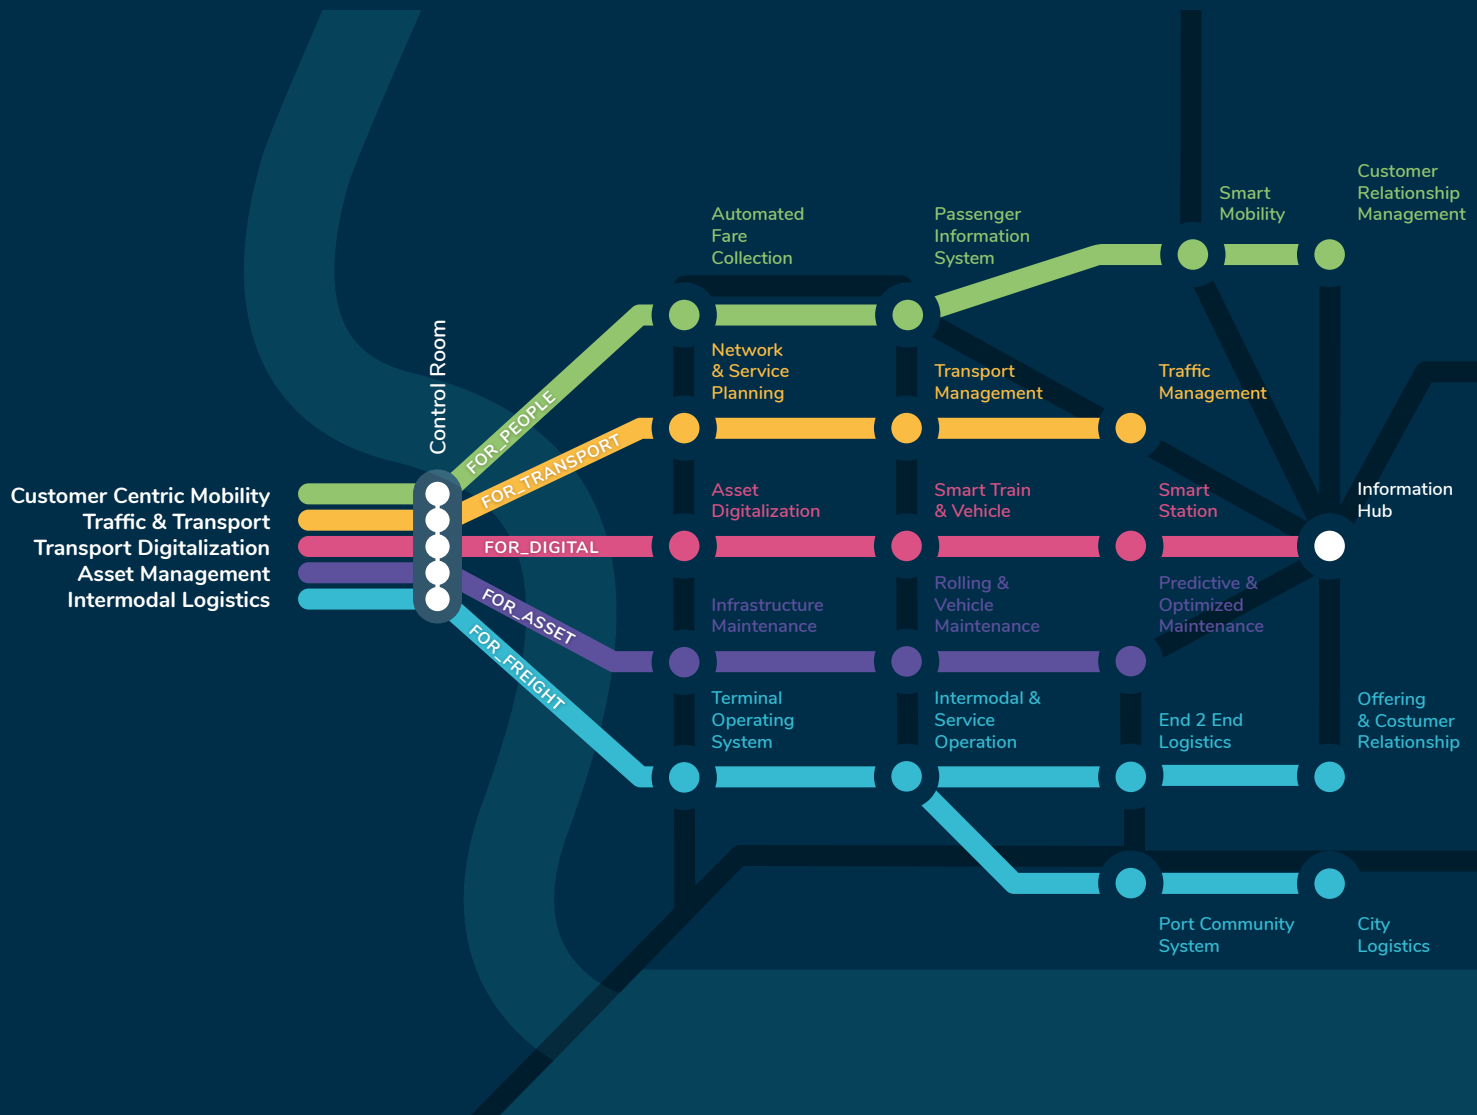 Customer
Relationship
Management
Smart
Mobility
Automated
Fare
Collection
Passenger
Information
System
Control Room
FOR_PEOPLE
Network
& Service
Planning
Transport
Management
Traffic
Management
FOR_TRANSPORT
Customer Centric Mobility
Traffic & Transport
Transport Digitalization
Asset Management
Intermodal Logistics
FOR_DIGITAL
Asset
Digitalization
Smart Train
& Vehicle
Smart
Station
Information
Hub
FOR_ASSET
Infrastructure
Maintenance
Rolling &
Vehicle
Maintenance
Predictive &
Optimized
Maintenance
FOR_FREIGHT
Terminal
Operating
System
Intermodal &
Service
Operation
End 2 End
Logistics
Offering
& Costumer
Relationship
Port Community
System
City
Logistics